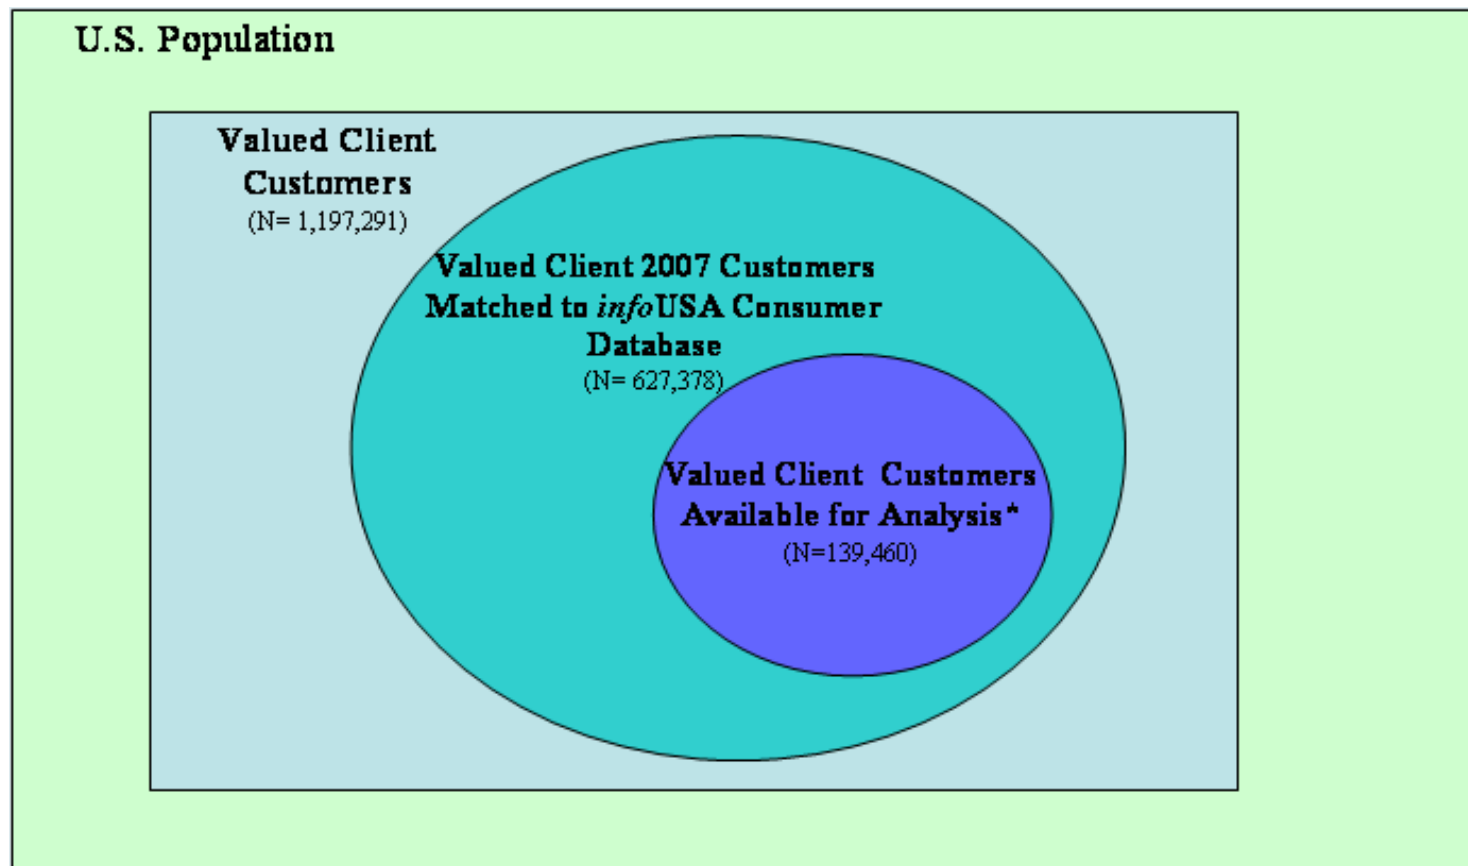 U.S. Population
Valued Client
Customers
(N= 1,197,291)
Valued Client 2007 Customers
Matched to infoUSA Consumer
Database
(N= 627,378)
Valued Client Customers
Available for Analysis*
(N=139,460)